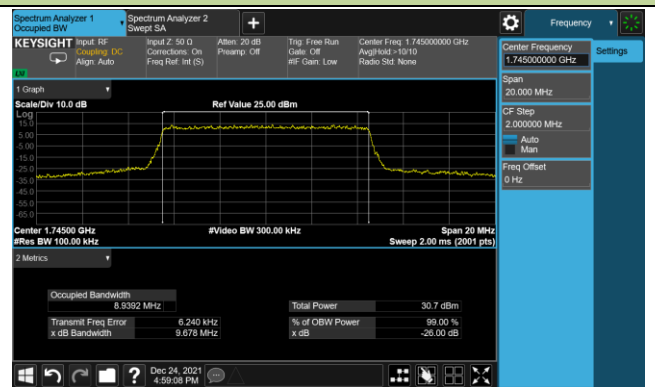 Spectrum Analyzer 1
Occupied BW
Spectrum Analyzer 2
Swept SA
Frequency
KEYSIGHT
Input: RF
Coupling: DC
Align: Auto
Input Z: 50 Ω
Corrections: On
Freq Ref: Int (S)
Atten: 20 dB
Preamp: Off
Trig: Free Run
Gate: Off
#IF Gain: Low
Center Freq: 1.745000000 GHz
Avg|Hold:>10/10
Radio Std: None
Center Frequency
1.745000000 GHz
Settings
Span
20.000 MHz
CF Step
2.000000 MHz
Auto
Man
Freq Offset
0 Hz
1 Graph
Scale/Div 10.0 dB
Ref Value 25.00 dBm
Log
15.0
5.00
-5.00
-15.0
-25.0
-35.0
-45.0
-55.0
-65.0
Center 1.74500 GHz
#Video BW 300.00 kHz
Span 20 MHz
#Res BW 100.00 kHz
Sweep 2.00 ms (2001 pts)
2 Metrics
Occupied Bandwidth
8.9392 MHz
Total Power
30.7 dBm
Transmit Freq Error
6.240 kHz
% of OBW Power
99.00 %
x dB Bandwidth
9.678 MHz
x dB
-26.00 dB
Dec 24, 2021
4:59:08 PM